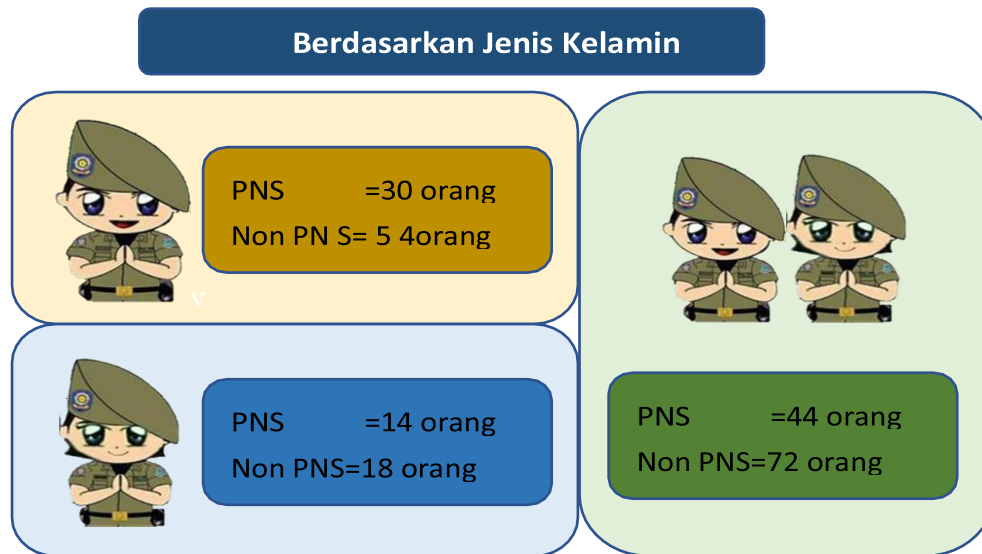 Berdasarkan Jenis Kelamin
PNS =30 orang
Non PN S= 5 4orang
v
PNS =14 orang
Non PNS=18 orang
PNS =44 orang
Non PNS=72 orang